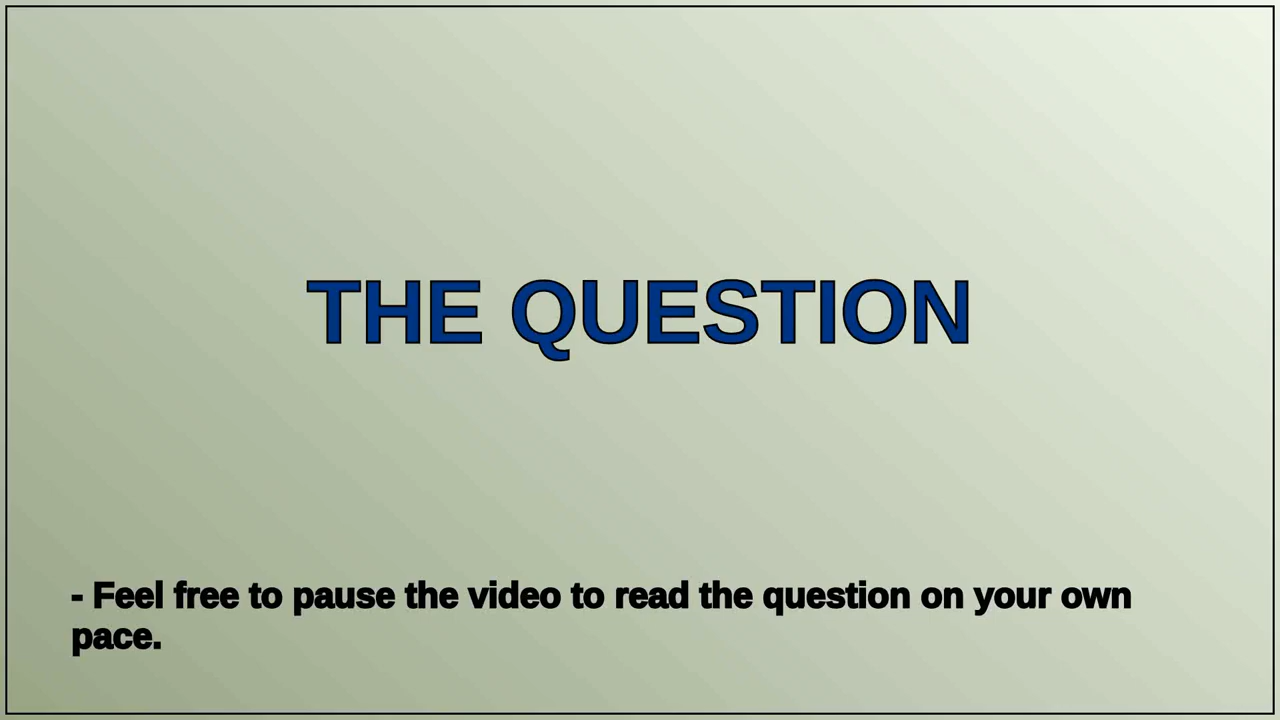 THE QUESTION
- Feel free to pause the video to read the question on your own
pace.